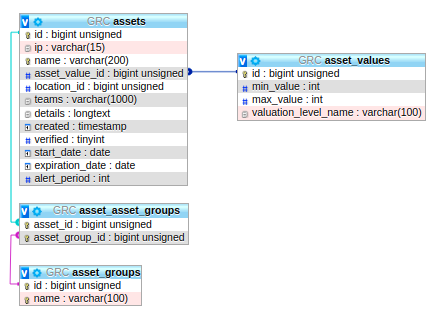 GRC assets
id : bigint unsigned
ip : varchar(15)
name : varchar(200)
asset_value_id : bigint unsigned
location_id : bigint unsigned
teams : varchar(1000)
details : longtext
created : timestamp
verified : tinyint
start_date : date
expiration_date : date
alert_period : int
GRC asset_values
id : bigint unsigned
min_value : int
max_value : int
valuation_level_name : varchar(100)
GRC asset_asset_groups
asset_id : bigint unsigned
asset_group_id : bigint unsigned
GRC asset_groups
id : bigint unsigned
name : varchar(100)